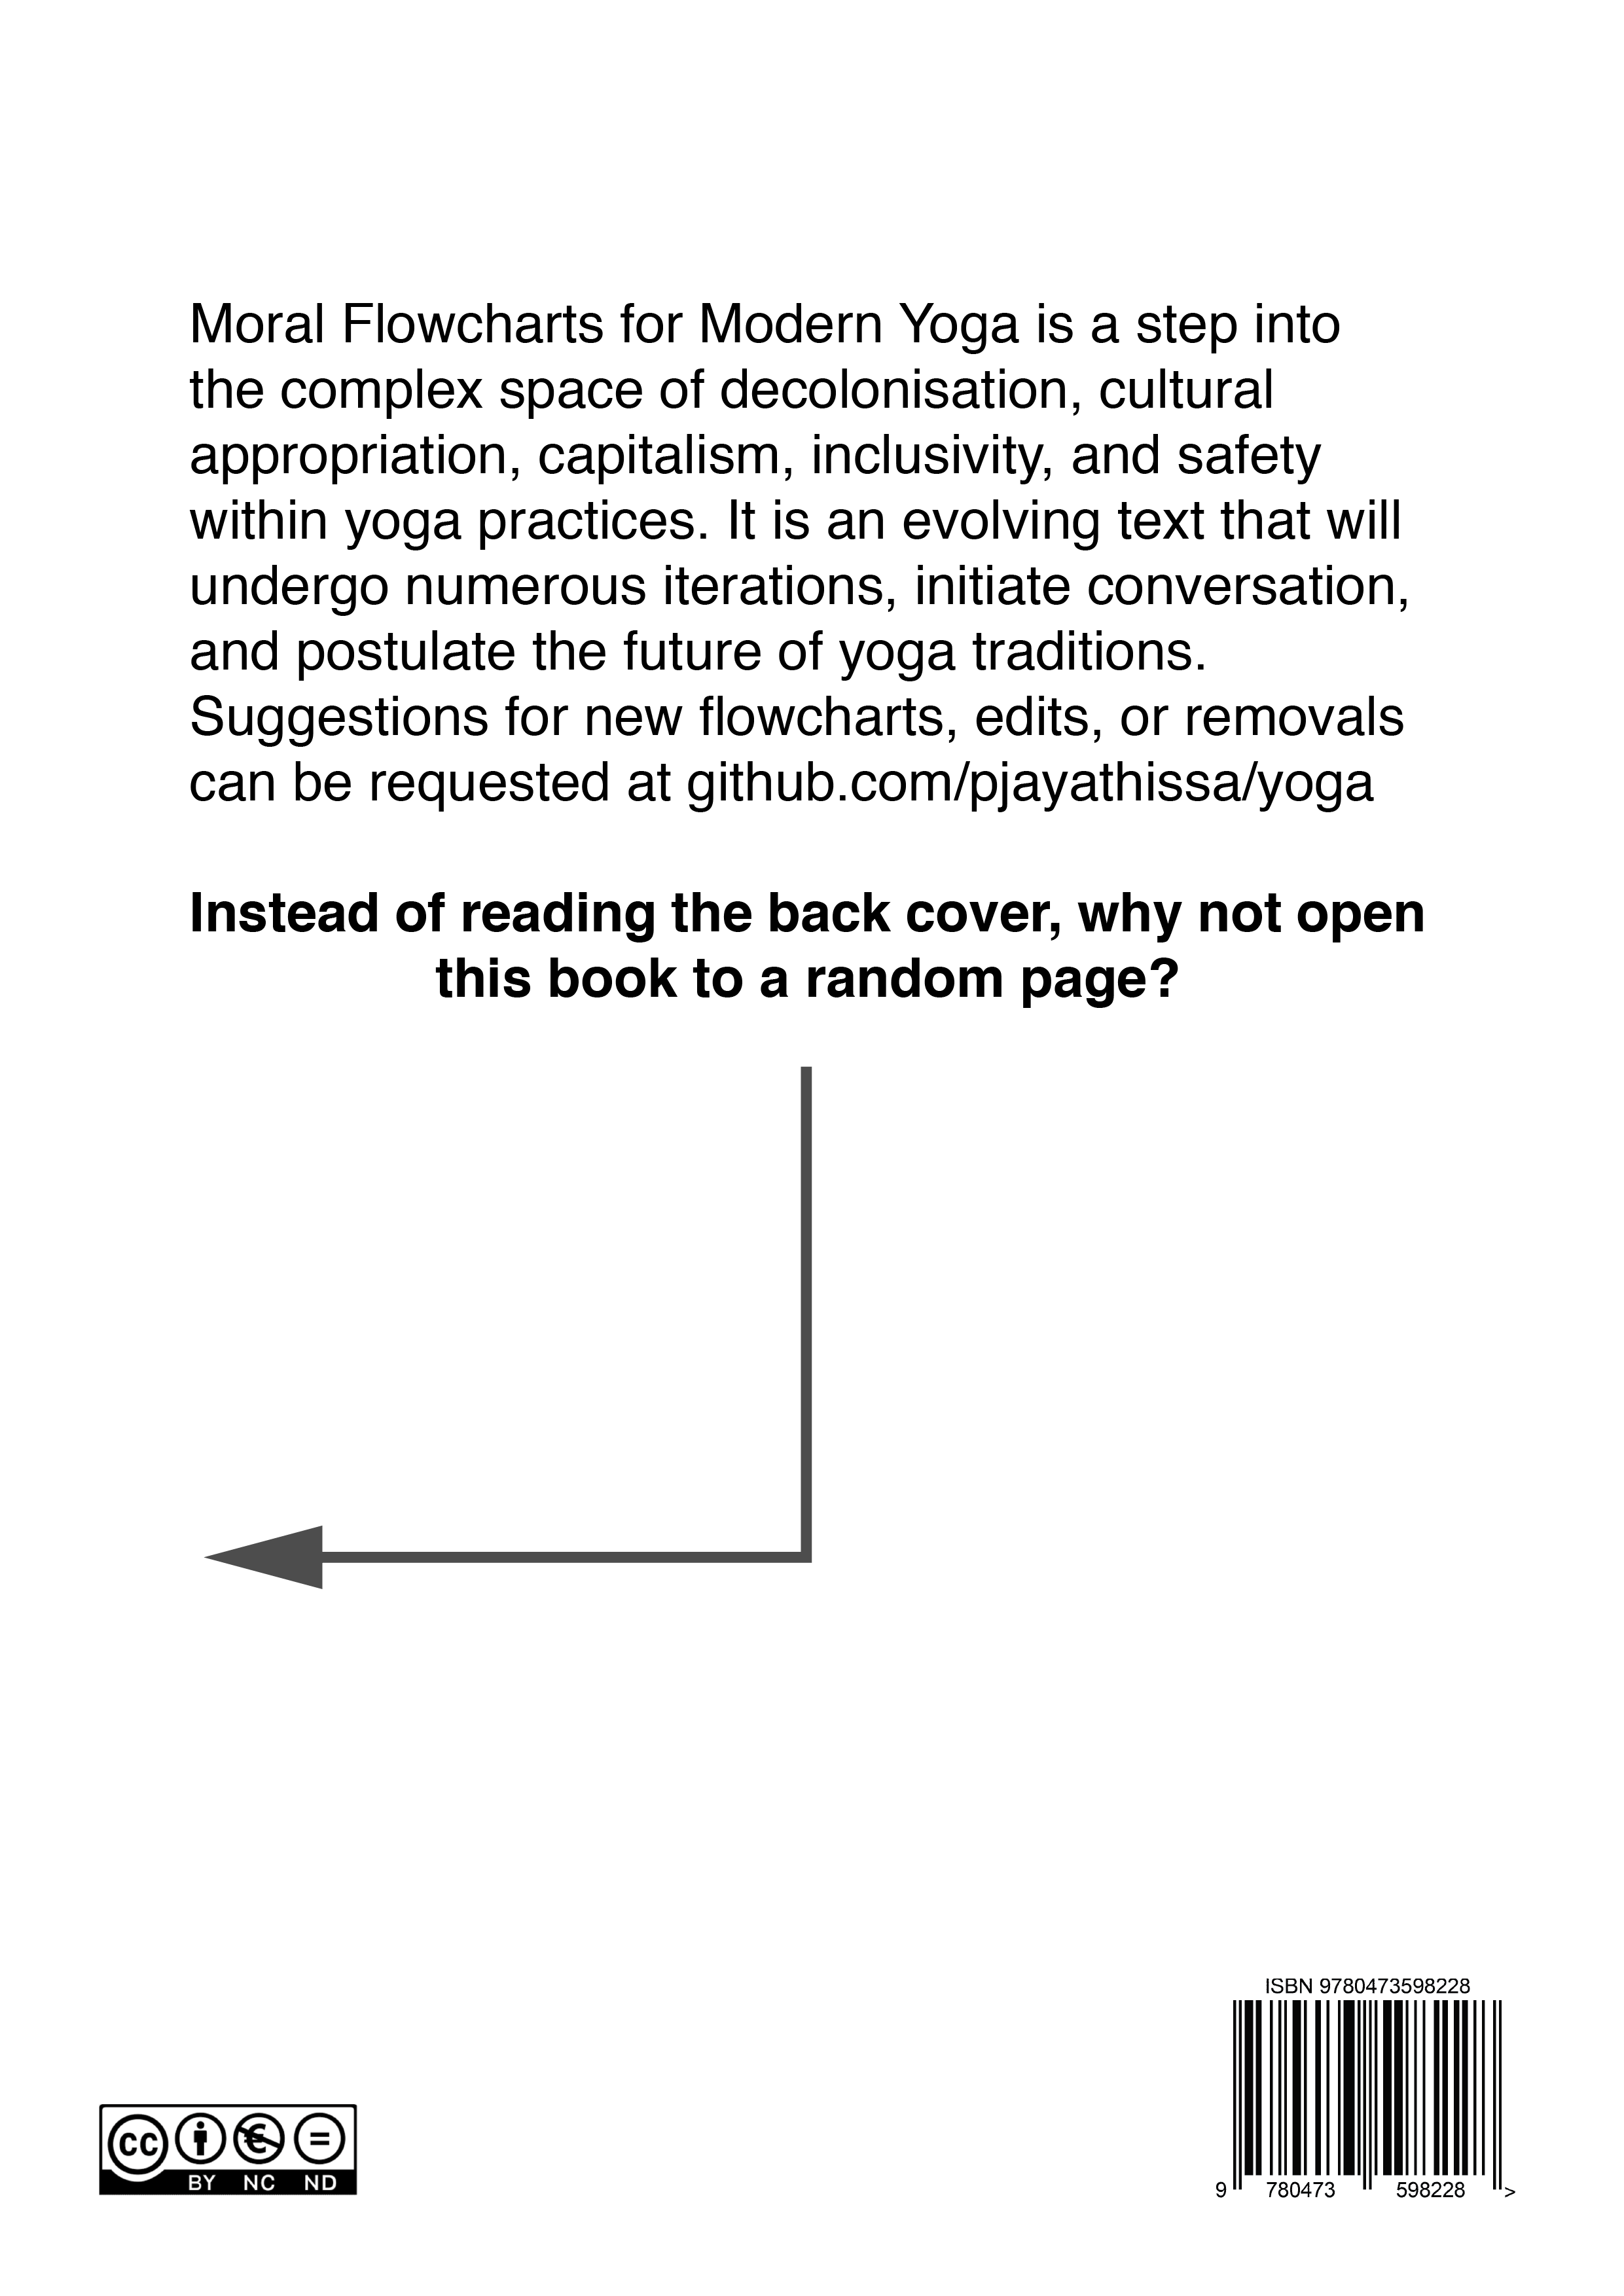 Moral Flowcharts for Modern Yoga is a step into
the complex space of decolonisation, cultural
appropriation, capitalism, inclusivity, and safety
within yoga practices. It is an evolving text that will
undergo numerous iterations, initiate conversation,
and postulate the future of yoga traditions.
Suggestions for new flowcharts, edits, or removals
can be requested at github.com/pjayathissa/yoga
Instead of reading the back cover, why not open
this book to a random page?
ISBN 9780473598228
9 780473 598228 >
cc € =
BY NC ND